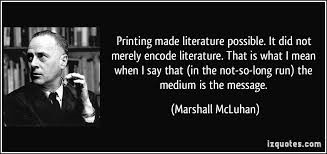 Printing made literature possible. It did not
merely encode literature. That is what I mean
when I say that (in the not-so-long run) the
medium is the message.
(Marshall McLuhan)
izquotes.com